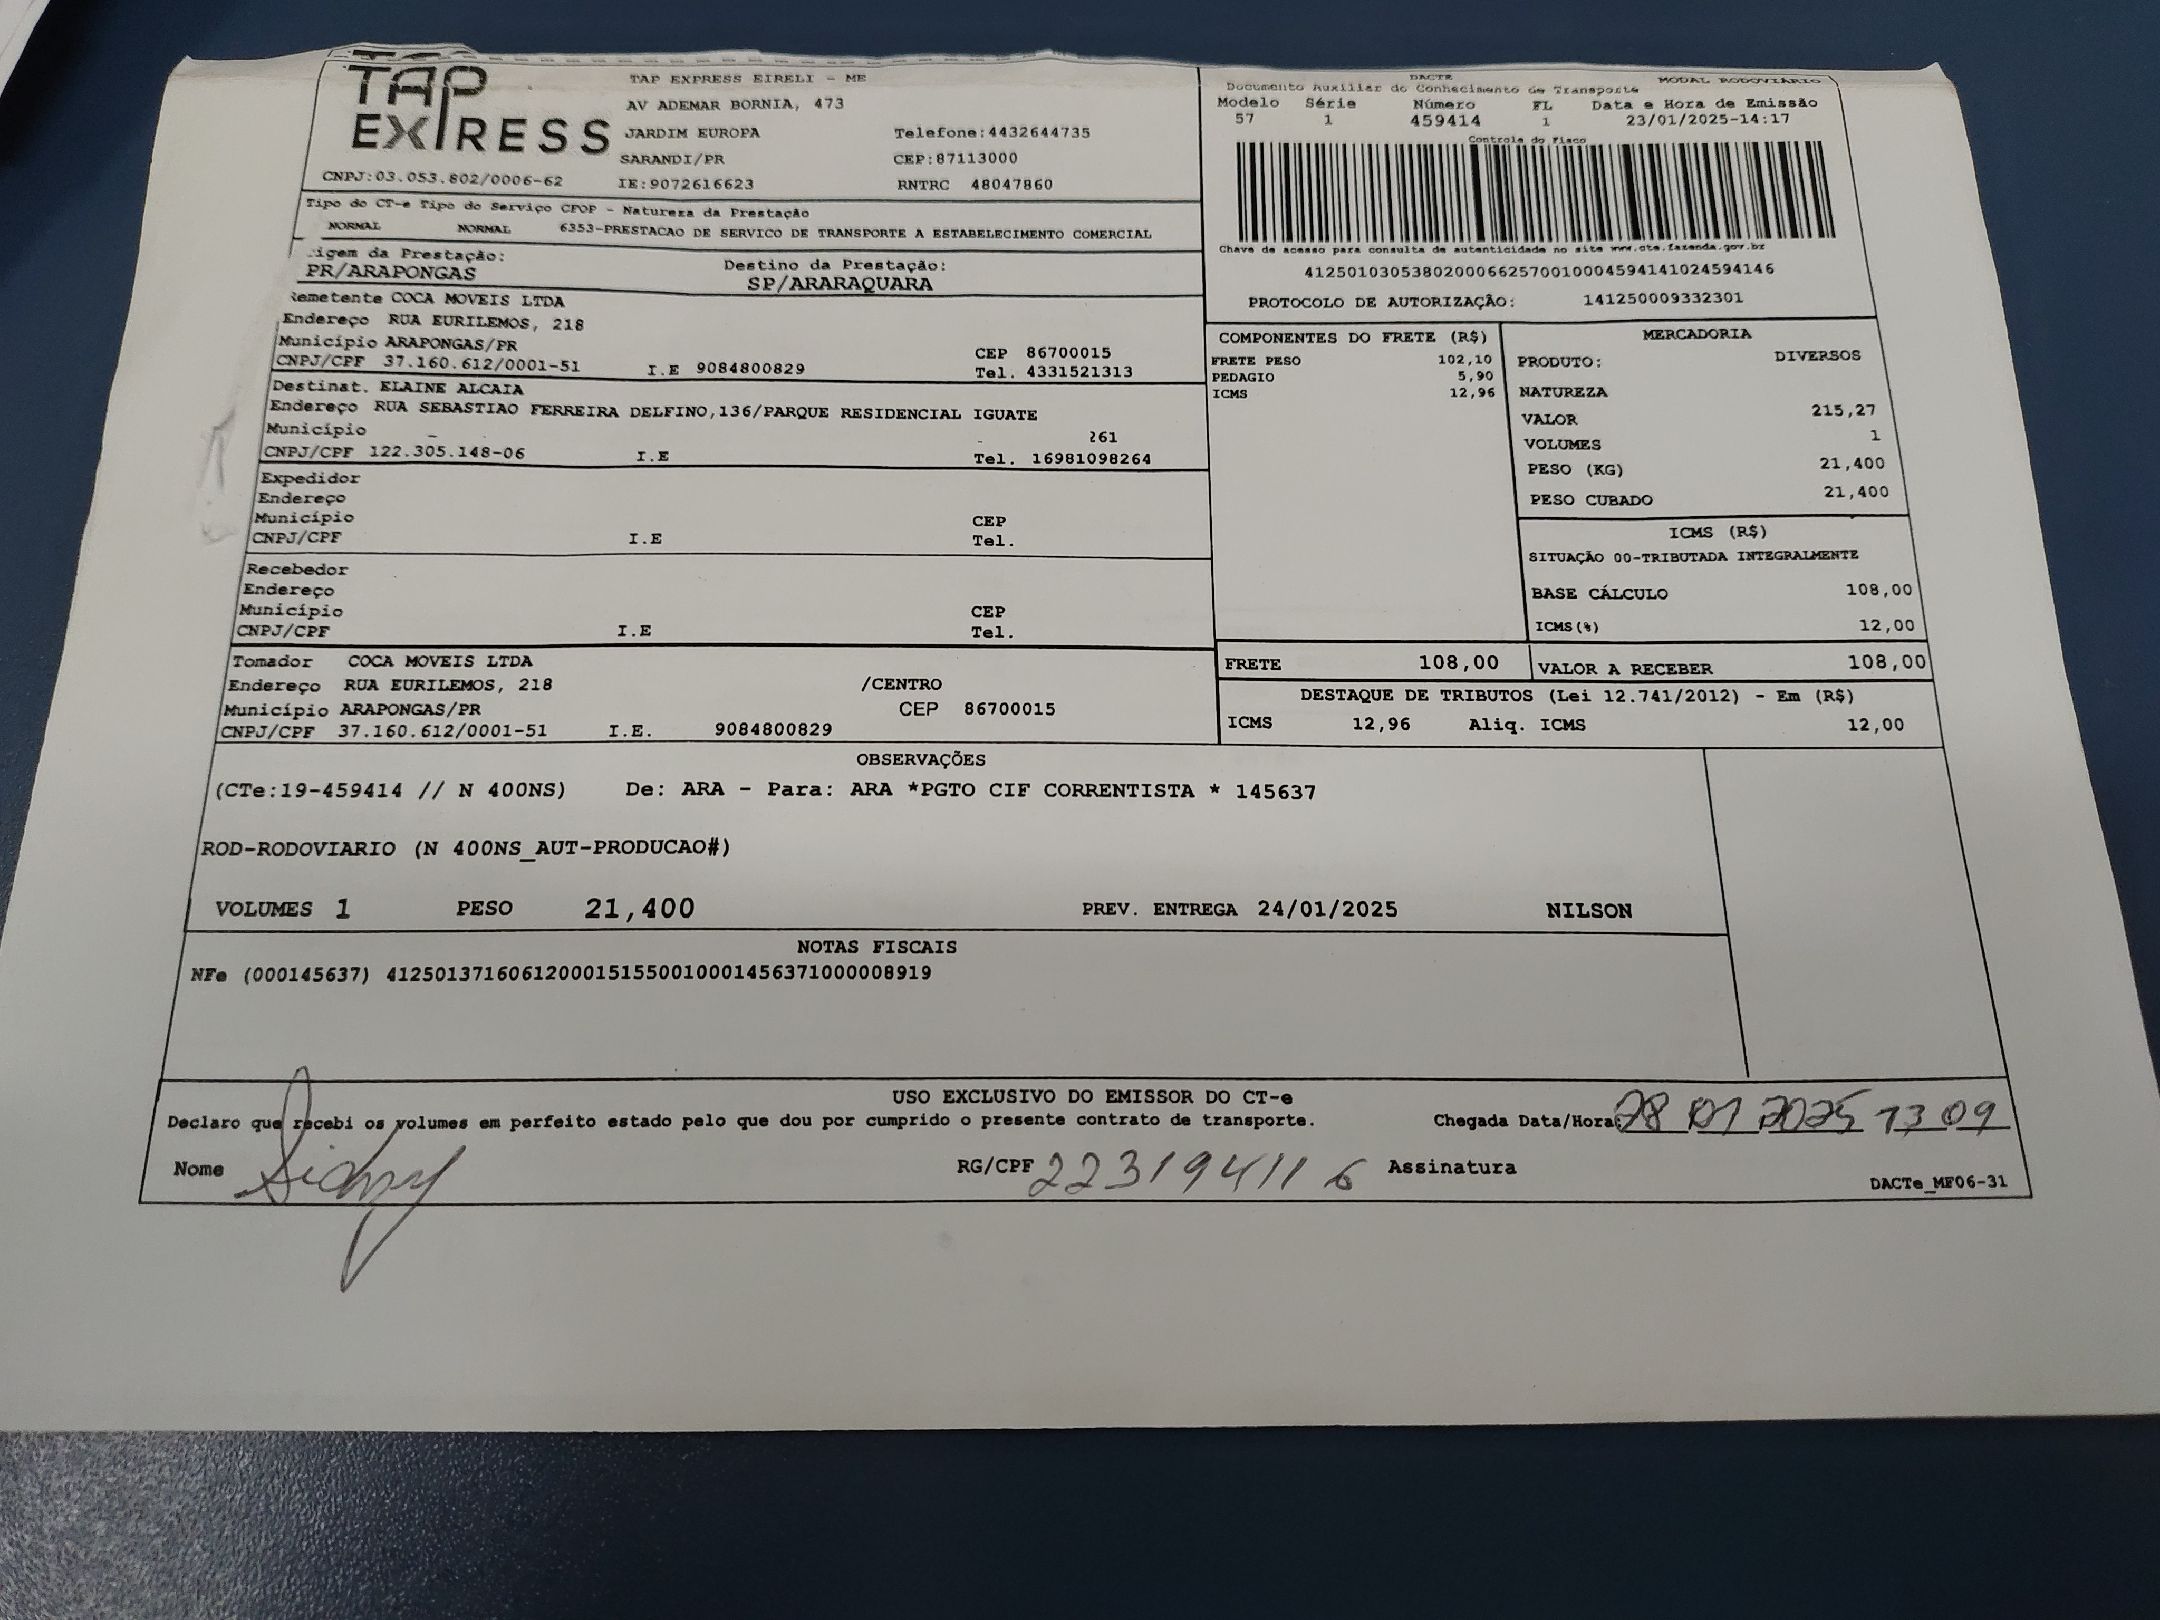 TAP EXPRESS
TAP EXPRESS EIRELI - ME
AV ADEMAR BORNIA, 473
JARDIM EUROPA Telefone:4432644735
SARANDI/PR CEP:87113000
CNPJ:03.053.802/0006-62 IE:9072616623 RNTRC 48047860
DACTE MODAL RODOVIÁRIO
Documento Auxiliar do Conhecimento de Transporte
Modelo Série Número FL Data e Hora de Emissão
57 1 459414 1 23/01/2025-14:17
Controle do Fisco
Chave de acesso para consulta de autenticidade no site www.cte.fazenda.gov.br
41250103053802000662570010004594141024594146
PROTOCOLO DE AUTORIZAÇÃO: 141250009332301
Tipo do CT-e Tipo do Serviço CFOP - Natureza da Prestação
NORMAL NORMAL 6353-PRESTACAO DE SERVICO DE TRANSPORTE A ESTABELECIMENTO COMERCIAL
igem da Prestação: Destino da Prestação:
PR/ARAPONGAS SP/ARARAQUARA
Remetente COCA MOVEIS LTDA
Endereço RUA EURILEMOS, 218
Município ARAPONGAS/PR CEP 86700015
CNPJ/CPF 37.160.612/0001-51 I.E 9084800829 Tel. 4331521313
Destinat. ELAINE ALCAIA
Endereço RUA SEBASTIAO FERREIRA DELFINO,136/PARQUE RESIDENCIAL IGUATE
Município 261
CNPJ/CPF 122.305.148-06 I.E Tel. 16981098264
Expedidor
Endereço
Município CEP
CNPJ/CPF I.E Tel.
Recebedor
Endereço
Município CEP
CNPJ/CPF I.E Tel.
Tomador COCA MOVEIS LTDA
Endereço RUA EURILEMOS, 218 /CENTRO
Município ARAPONGAS/PR CEP 86700015
CNPJ/CPF 37.160.612/0001-51 I.E. 9084800829
COMPONENTES DO FRETE (R$)
FRETE PESO 102,10
PEDAGIO 5,90
ICMS 12,96
MERCADORIA
PRODUTO: DIVERSOS
NATUREZA
VALOR 215,27
VOLUMES 1
PESO (KG) 21,400
PESO CUBADO 21,400
ICMS (R$)
SITUAÇÃO 00-TRIBUTADA INTEGRALMENTE
BASE CÁLCULO 108,00
ICMS(%) 12,00
FRETE 108,00 VALOR A RECEBER 108,00
DESTAQUE DE TRIBUTOS (Lei 12.741/2012) - Em (R$)
ICMS 12,96 Aliq. ICMS 12,00
OBSERVAÇÕES
(CTe:19-459414 // N 400NS) De: ARA - Para: ARA *PGTO CIF CORRENTISTA * 145637
ROD-RODOVIARIO (N 400NS_AUT-PRODUCAO#)
VOLUMES 1 PESO 21,400 PREV. ENTREGA 24/01/2025 NILSON
NOTAS FISCAIS
NFe (000145637) 41250137160612000151550010001456371000008919
USO EXCLUSIVO DO EMISSOR DO CT-e
Declaro que recebi os volumes em perfeito estado pelo que dou por cumprido o presente contrato de transporte. Chegada Data/Hora: 28 01 2025 13 09
Nome RG/CPF 223194116 Assinatura
DACTe_MF06-31